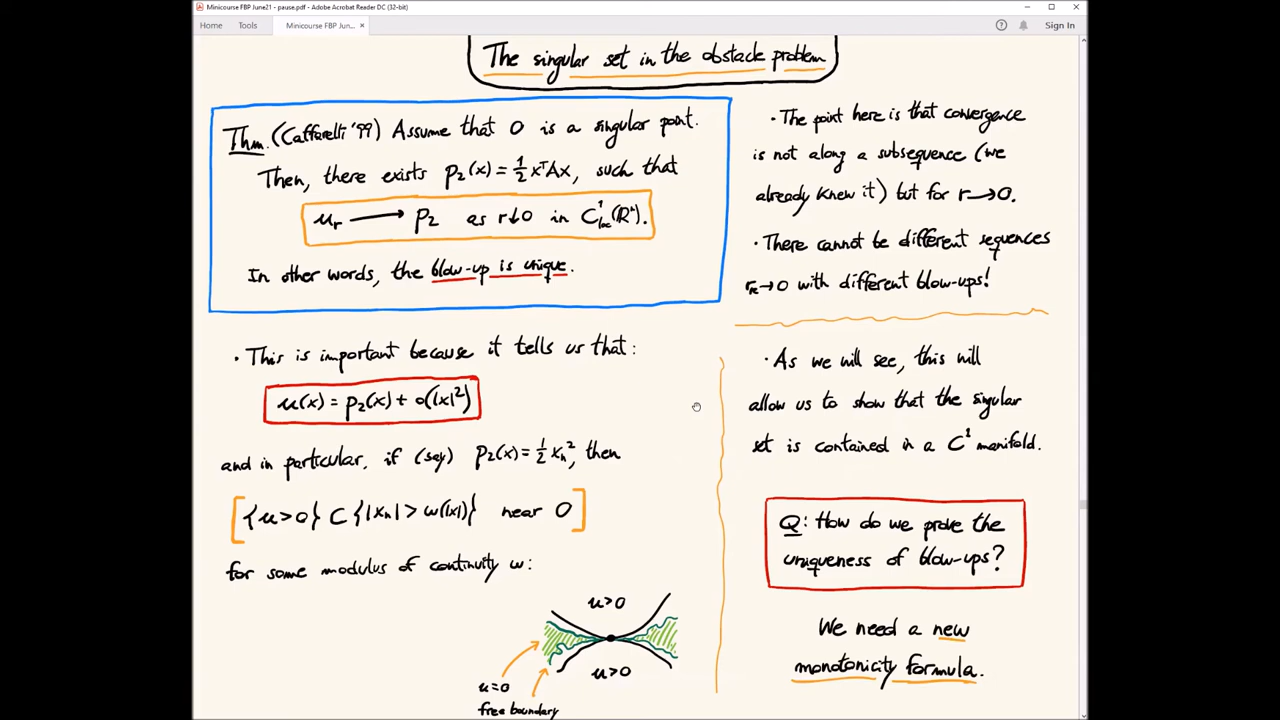 Minicourse FBP June21 - pause.pdf - Adobe Acrobat Reader DC (32-bit)
Home Tools Minicourse FBP Jun... × Sign In
The singular set in the obstacle problem
Thm. (Caffarelli '99) Assume that 0 is a singular point.
Then, there exists p₂(x) = ½ xᵀAx, such that
uᵣ ⟶ p₂ as r↓0 in C¹_loc(ℝⁿ).
In other words, the blow-up is unique.
· This is important because it tells us that:
u(x) = p₂(x) + o(|x|²)
and in particular, if (say) p₂(x) = ½ xₙ², then
{u>0} ⊂ {|xₙ| > ω(|x|)} near 0
for some modulus of continuity ω:
u>0
u>0
u=0
free boundary
· The point here is that convergence
is not along a subsequence (we
already knew it) but for r→0.
· There cannot be different sequences
rₖ→0 with different blow-ups!
· As we will see, this will
allow us to show that the singular
set is contained in a C¹ manifold.
Q: How do we prove the
uniqueness of blow-ups?
We need a new
monotonicity formula.